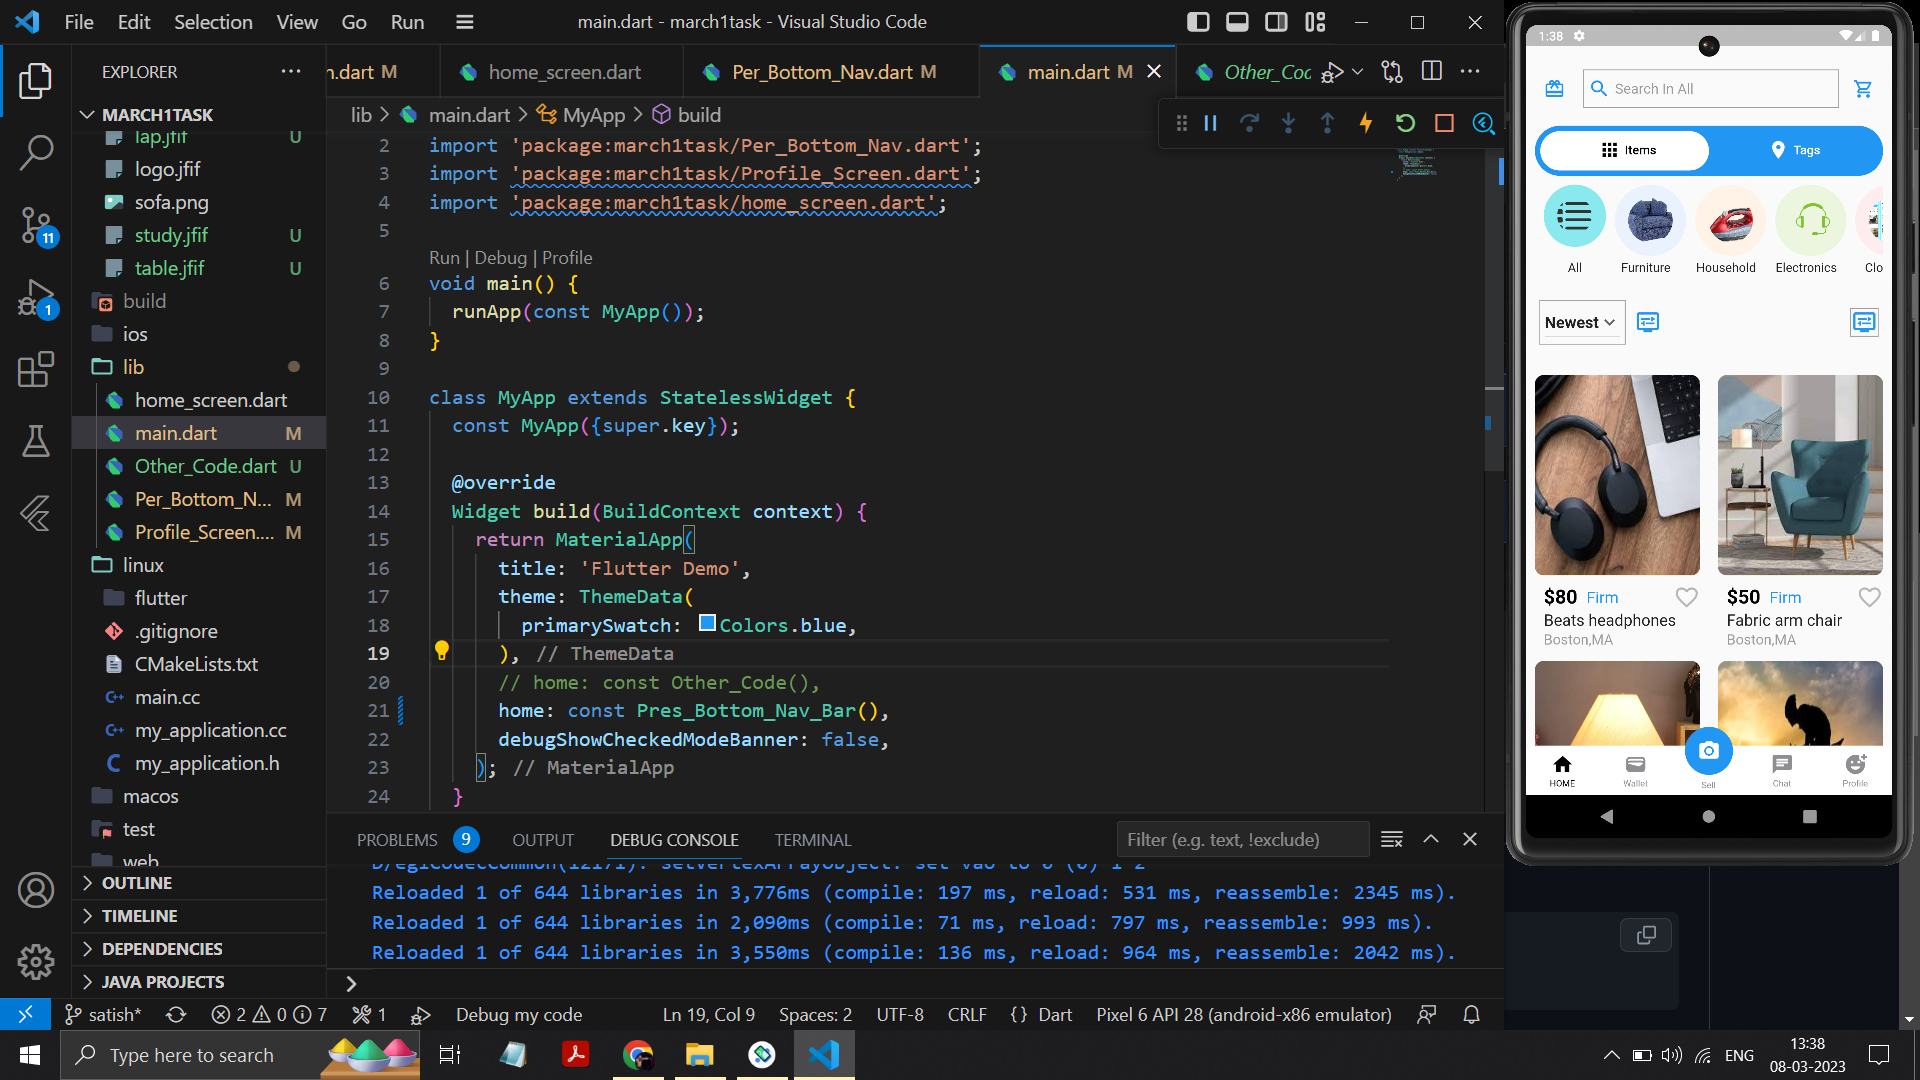 File Edit Selection View Go Run
main.dart - march1task - Visual Studio Code
EXPLORER
MARCH1TASK
lap.jfif U
logo.jfif
sofa.png
study.jfif U
table.jfif U
build
ios
lib
home_screen.dart
main.dart M
Other_Code.dart U
Per_Bottom_N... M
Profile_Screen.... M
linux
flutter
.gitignore
CMakeLists.txt
main.cc
my_application.cc
my_application.h
macos
test
web
OUTLINE
TIMELINE
DEPENDENCIES
JAVA PROJECTS
11
1
n.dart M
home_screen.dart
Per_Bottom_Nav.dart M
main.dart M
Other_Coc
lib > main.dart > MyApp > build
2 import 'package:march1task/Per_Bottom_Nav.dart';
3 import 'package:march1task/Profile_Screen.dart';
4 import 'package:march1task/home_screen.dart';
5
Run | Debug | Profile
6 void main() {
7 runApp(const MyApp());
8 }
9
10 class MyApp extends StatelessWidget {
11 const MyApp({super.key});
12
13 @override
14 Widget build(BuildContext context) {
15 return MaterialApp(
16 title: 'Flutter Demo',
17 theme: ThemeData(
18 primarySwatch: Colors.blue,
19 ), // ThemeData
20 // home: const Other_Code(),
21 home: const Pres_Bottom_Nav_Bar(),
22 debugShowCheckedModeBanner: false,
23 ); // MaterialApp
24 }
PROBLEMS 9 OUTPUT DEBUG CONSOLE TERMINAL
Filter (e.g. text, !exclude)
D/eglCodecCommon(12171): setVertexArrayObject: set vao to 0 (0) 1 2
Reloaded 1 of 644 libraries in 3,776ms (compile: 197 ms, reload: 531 ms, reassemble: 2345 ms).
Reloaded 1 of 644 libraries in 2,090ms (compile: 71 ms, reload: 797 ms, reassemble: 993 ms).
Reloaded 1 of 644 libraries in 3,550ms (compile: 136 ms, reload: 964 ms, reassemble: 2042 ms).
satish* 2 0 7 1 Debug my code Ln 19, Col 9 Spaces: 2 UTF-8 CRLF {} Dart Pixel 6 API 28 (android-x86 emulator)
Type here to search
ENG
13:38
08-03-2023
1:38
Search In All
Items
Tags
All
Furniture
Household
Electronics
Clo
Newest
$80 Firm
Beats headphones
Boston,MA
$50 Firm
Fabric arm chair
Boston,MA
HOME
Wallet
Sell
Chat
Profile